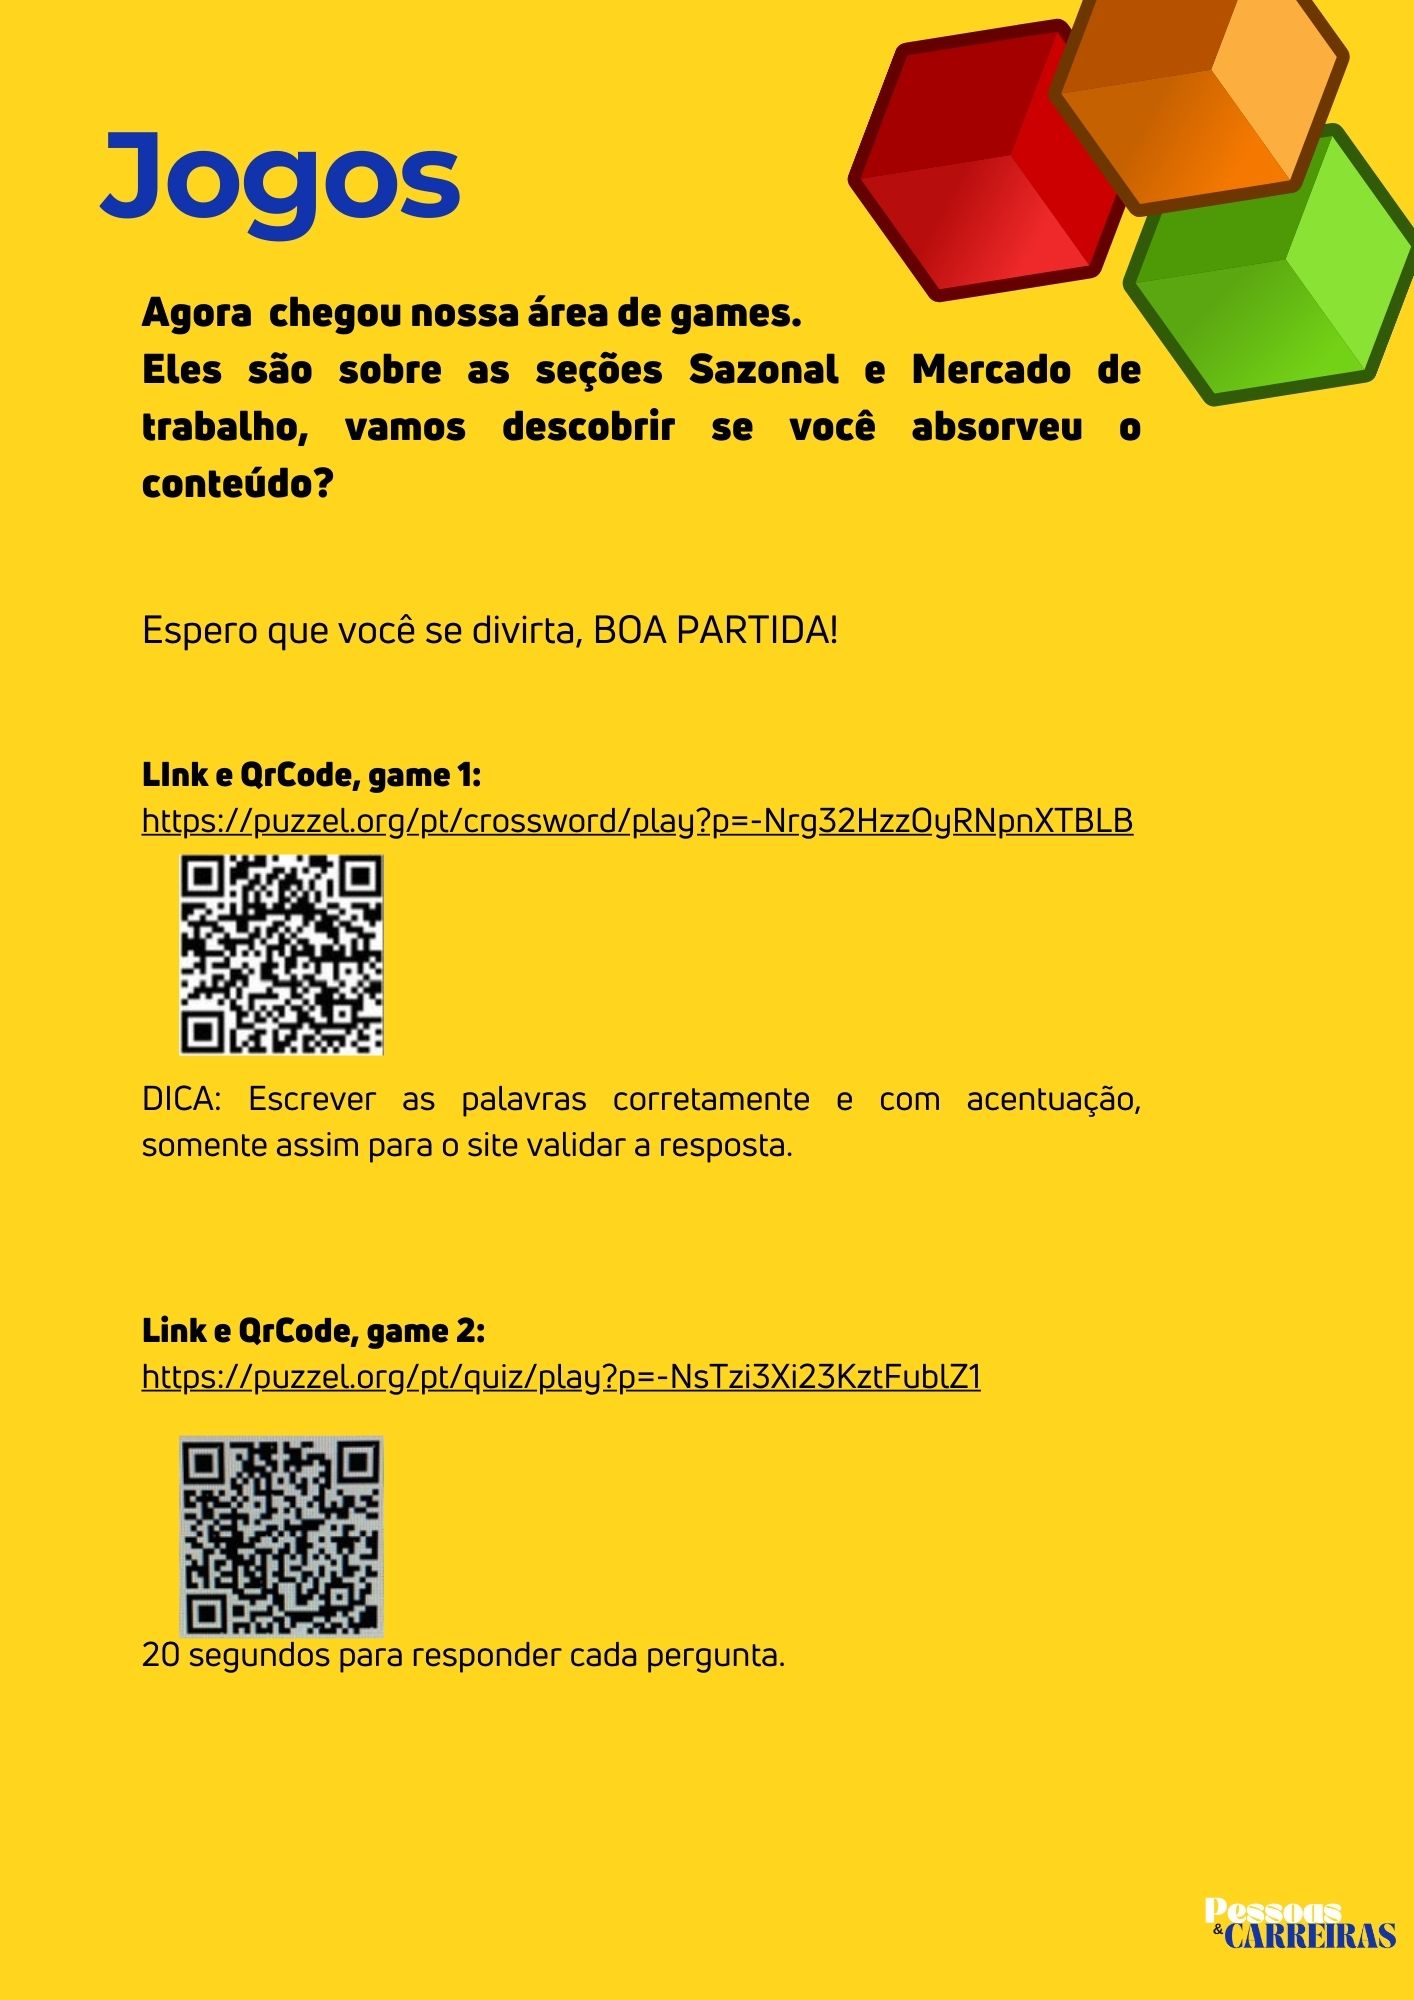 Jogos
Agora chegou nossa área de games.
Eles são sobre as seções Sazonal e Mercado de
trabalho, vamos descobrir se você absorveu o
conteúdo?
Espero que você se divirta, BOA PARTIDA!
LInk e QrCode, game 1:
https://puzzel.org/pt/crossword/play?p=-Nrg32HzzOyRNpnXTBLB
DICA: Escrever as palavras corretamente e com acentuação,
somente assim para o site validar a resposta.
Link e QrCode, game 2:
https://puzzel.org/pt/quiz/play?p=-NsTzi3Xi23KztFublZ1
20 segundos para responder cada pergunta.
Pessoas
&CARREIRAS